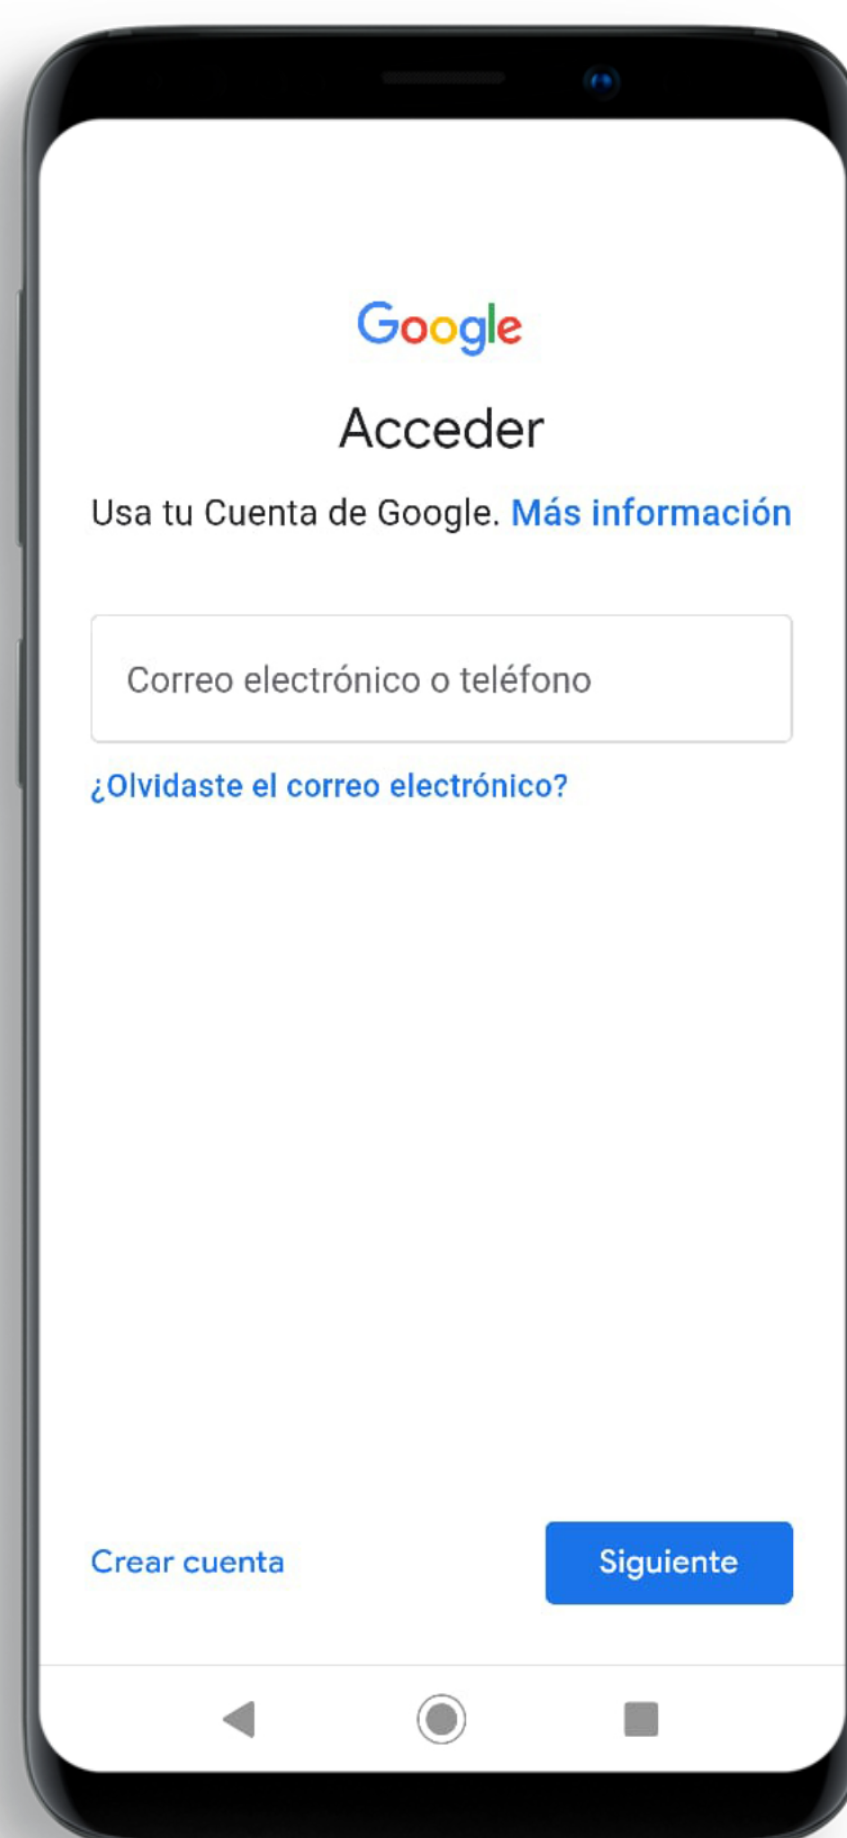 Google
Acceder
Usa tu Cuenta de Google. Más información
Correo electrónico o teléfono
¿Olvidaste el correo electrónico?
Crear cuenta
Siguiente